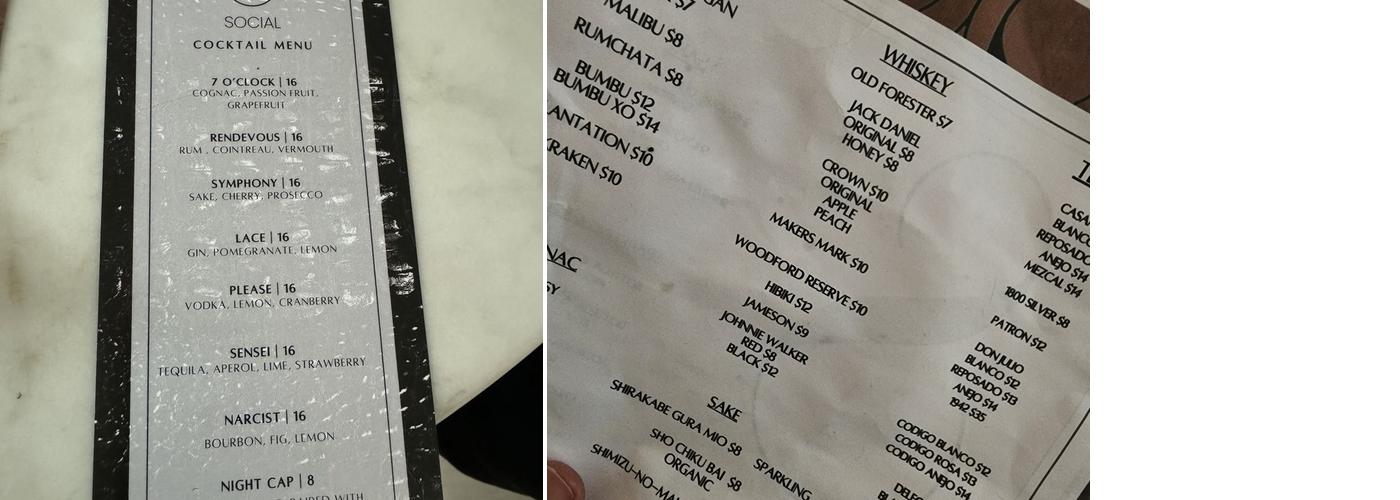 SOCIAL
COCKTAIL MENU
7 O'CLOCK | 16
COGNAC, PASSION FRUIT,
GRAPEFRUIT
RENDEVOUS | 16
RUM , COINTREAU, VERMOUTH
SYMPHONY | 16
SAKE, CHERRY, PROSECCO
LACE | 16
GIN, POMEGRANATE, LEMON
PLEASE | 16
VODKA, LEMON, CRANBERRY
SENSEI | 16
TEQUILA, APEROL, LIME, STRAWBERRY
NARCIST | 16
BOURBON, FIG, LEMON
NIGHT CAP | 8
PAIRED WITH
$7
MALIBU $8
RUMCHATA $8
BUMBU $12
BUMBU XO $14
$10
KRAKEN $10
WHISKEY
OLD FORESTER $7
JACK DANIEL
ORIGINAL $8
HONEY $8
CROWN $10
ORIGINAL
APPLE
PEACH
MAKERS MARK $10
WOODFORD RESERVE $10
HIBIKI $12
JAMESON $9
JOHNNIE WALKER
RED $8
BLACK $12
SAKE
SHIRAKABE GURA MIO $8
SHO CHIKU BAI $8
ORGANIC
SPARKLING
BLANCO
REPOSADO
ANEJO $14
MEZCAL $14
1800 SILVER $8
PATRON $12
DON JULIO
BLANCO $12
REPOSADO $13
ANEJO $14
1942 $35
CODIGO BLANCO $12
CODIGO ROSA $13
CODIGO ANEJO $14